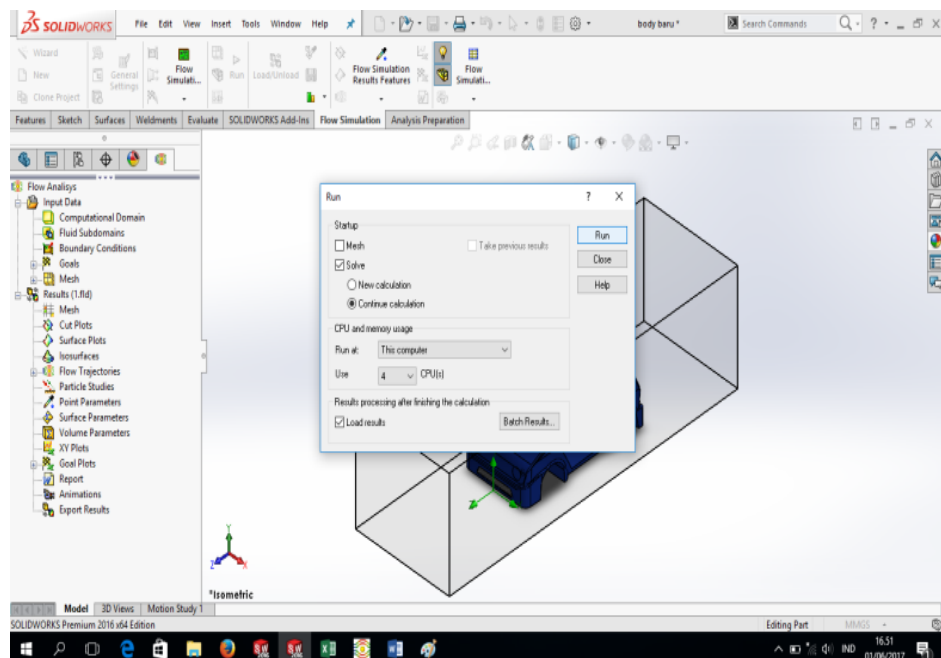 SOLIDWORKS File Edit View Insert Tools Window Help body baru * Search Commands ?
Wizard
New
Clone Project
General Settings
Flow Simulati...
Run
Load/Unload
Flow Simulation Results Features
Flow Simulati...
Features Sketch Surfaces Weldments Evaluate SOLIDWORKS Add-Ins Flow Simulation Analysis Preparation
Flow Analisys
Input Data
Computational Domain
Fluid Subdomains
Boundary Conditions
Goals
Mesh
Results (1.fld)
Mesh
Cut Plots
Surface Plots
Isosurfaces
Flow Trajectories
Particle Studies
Point Parameters
Surface Parameters
Volume Parameters
XY Plots
Goal Plots
Report
Animations
Export Results
Run ? X
Startup
Mesh Take previous results
Solve
New calculation
Continue calculation
Run
Close
Help
CPU and memory usage
Run at: This computer
Use 4 CPU(s)
Results processing after finishing the calculation
Load results Batch Results...
Y
Z X
*Isometric
Model 3D Views Motion Study 1
SOLIDWORKS Premium 2016 x64 Edition Editing Part MMGS
IND 16.51
01/06/2017